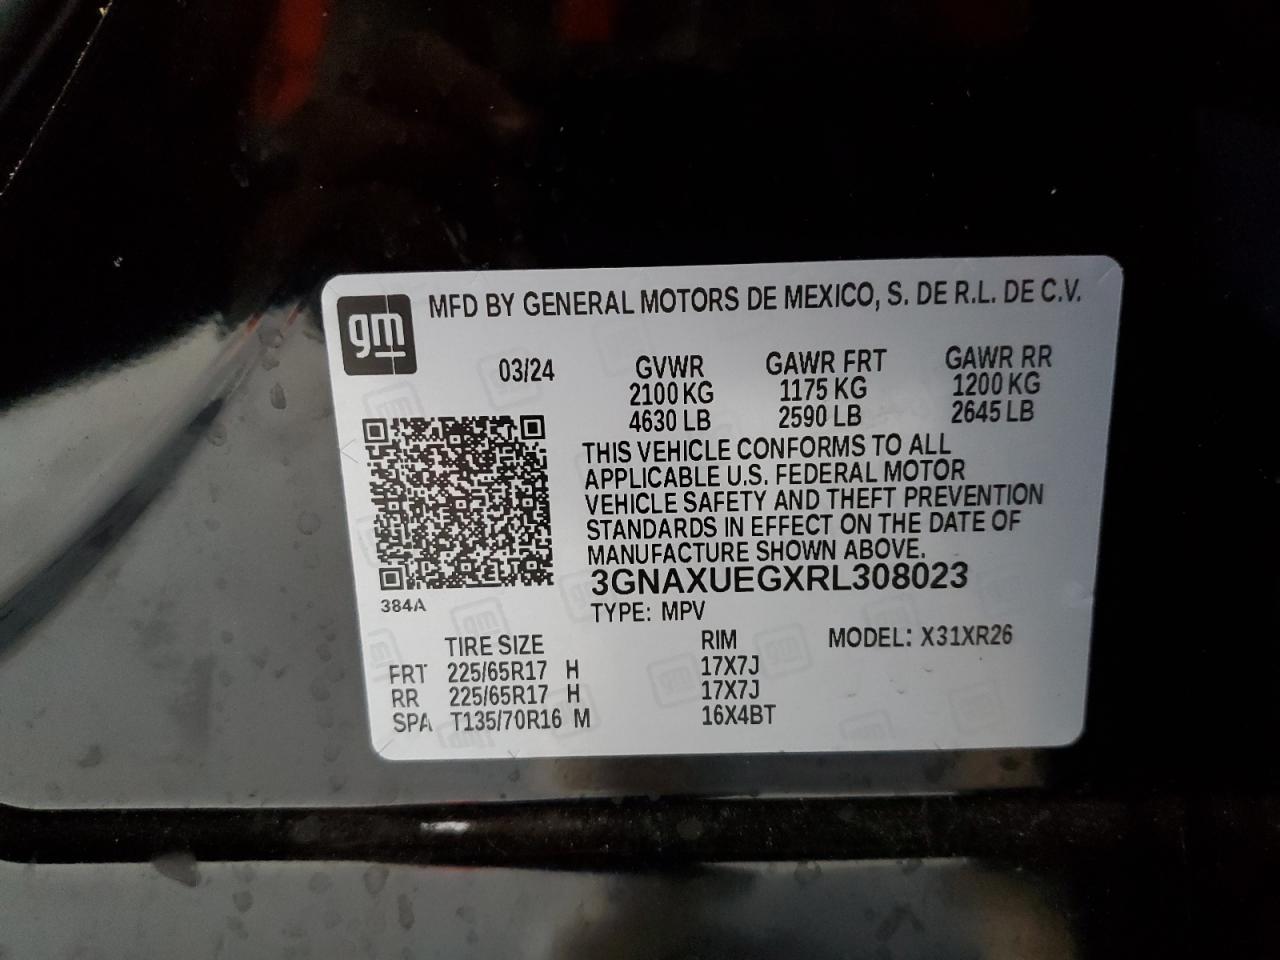 gm
MFD BY GENERAL MOTORS DE MEXICO, S. DE R.L. DE C.V.
03/24 GVWR GAWR FRT GAWR RR
2100 KG 1175 KG 1200 KG
4630 LB 2590 LB 2645 LB
THIS VEHICLE CONFORMS TO ALL
APPLICABLE U.S. FEDERAL MOTOR
VEHICLE SAFETY AND THEFT PREVENTION
STANDARDS IN EFFECT ON THE DATE OF
MANUFACTURE SHOWN ABOVE.
3GNAXUEGXRL308023
384A
TYPE: MPV
TIRE SIZE RIM MODEL: X31XR26
FRT 225/65R17 H 17X7J
RR 225/65R17 H 17X7J
SPA T135/70R16 M 16X4BT